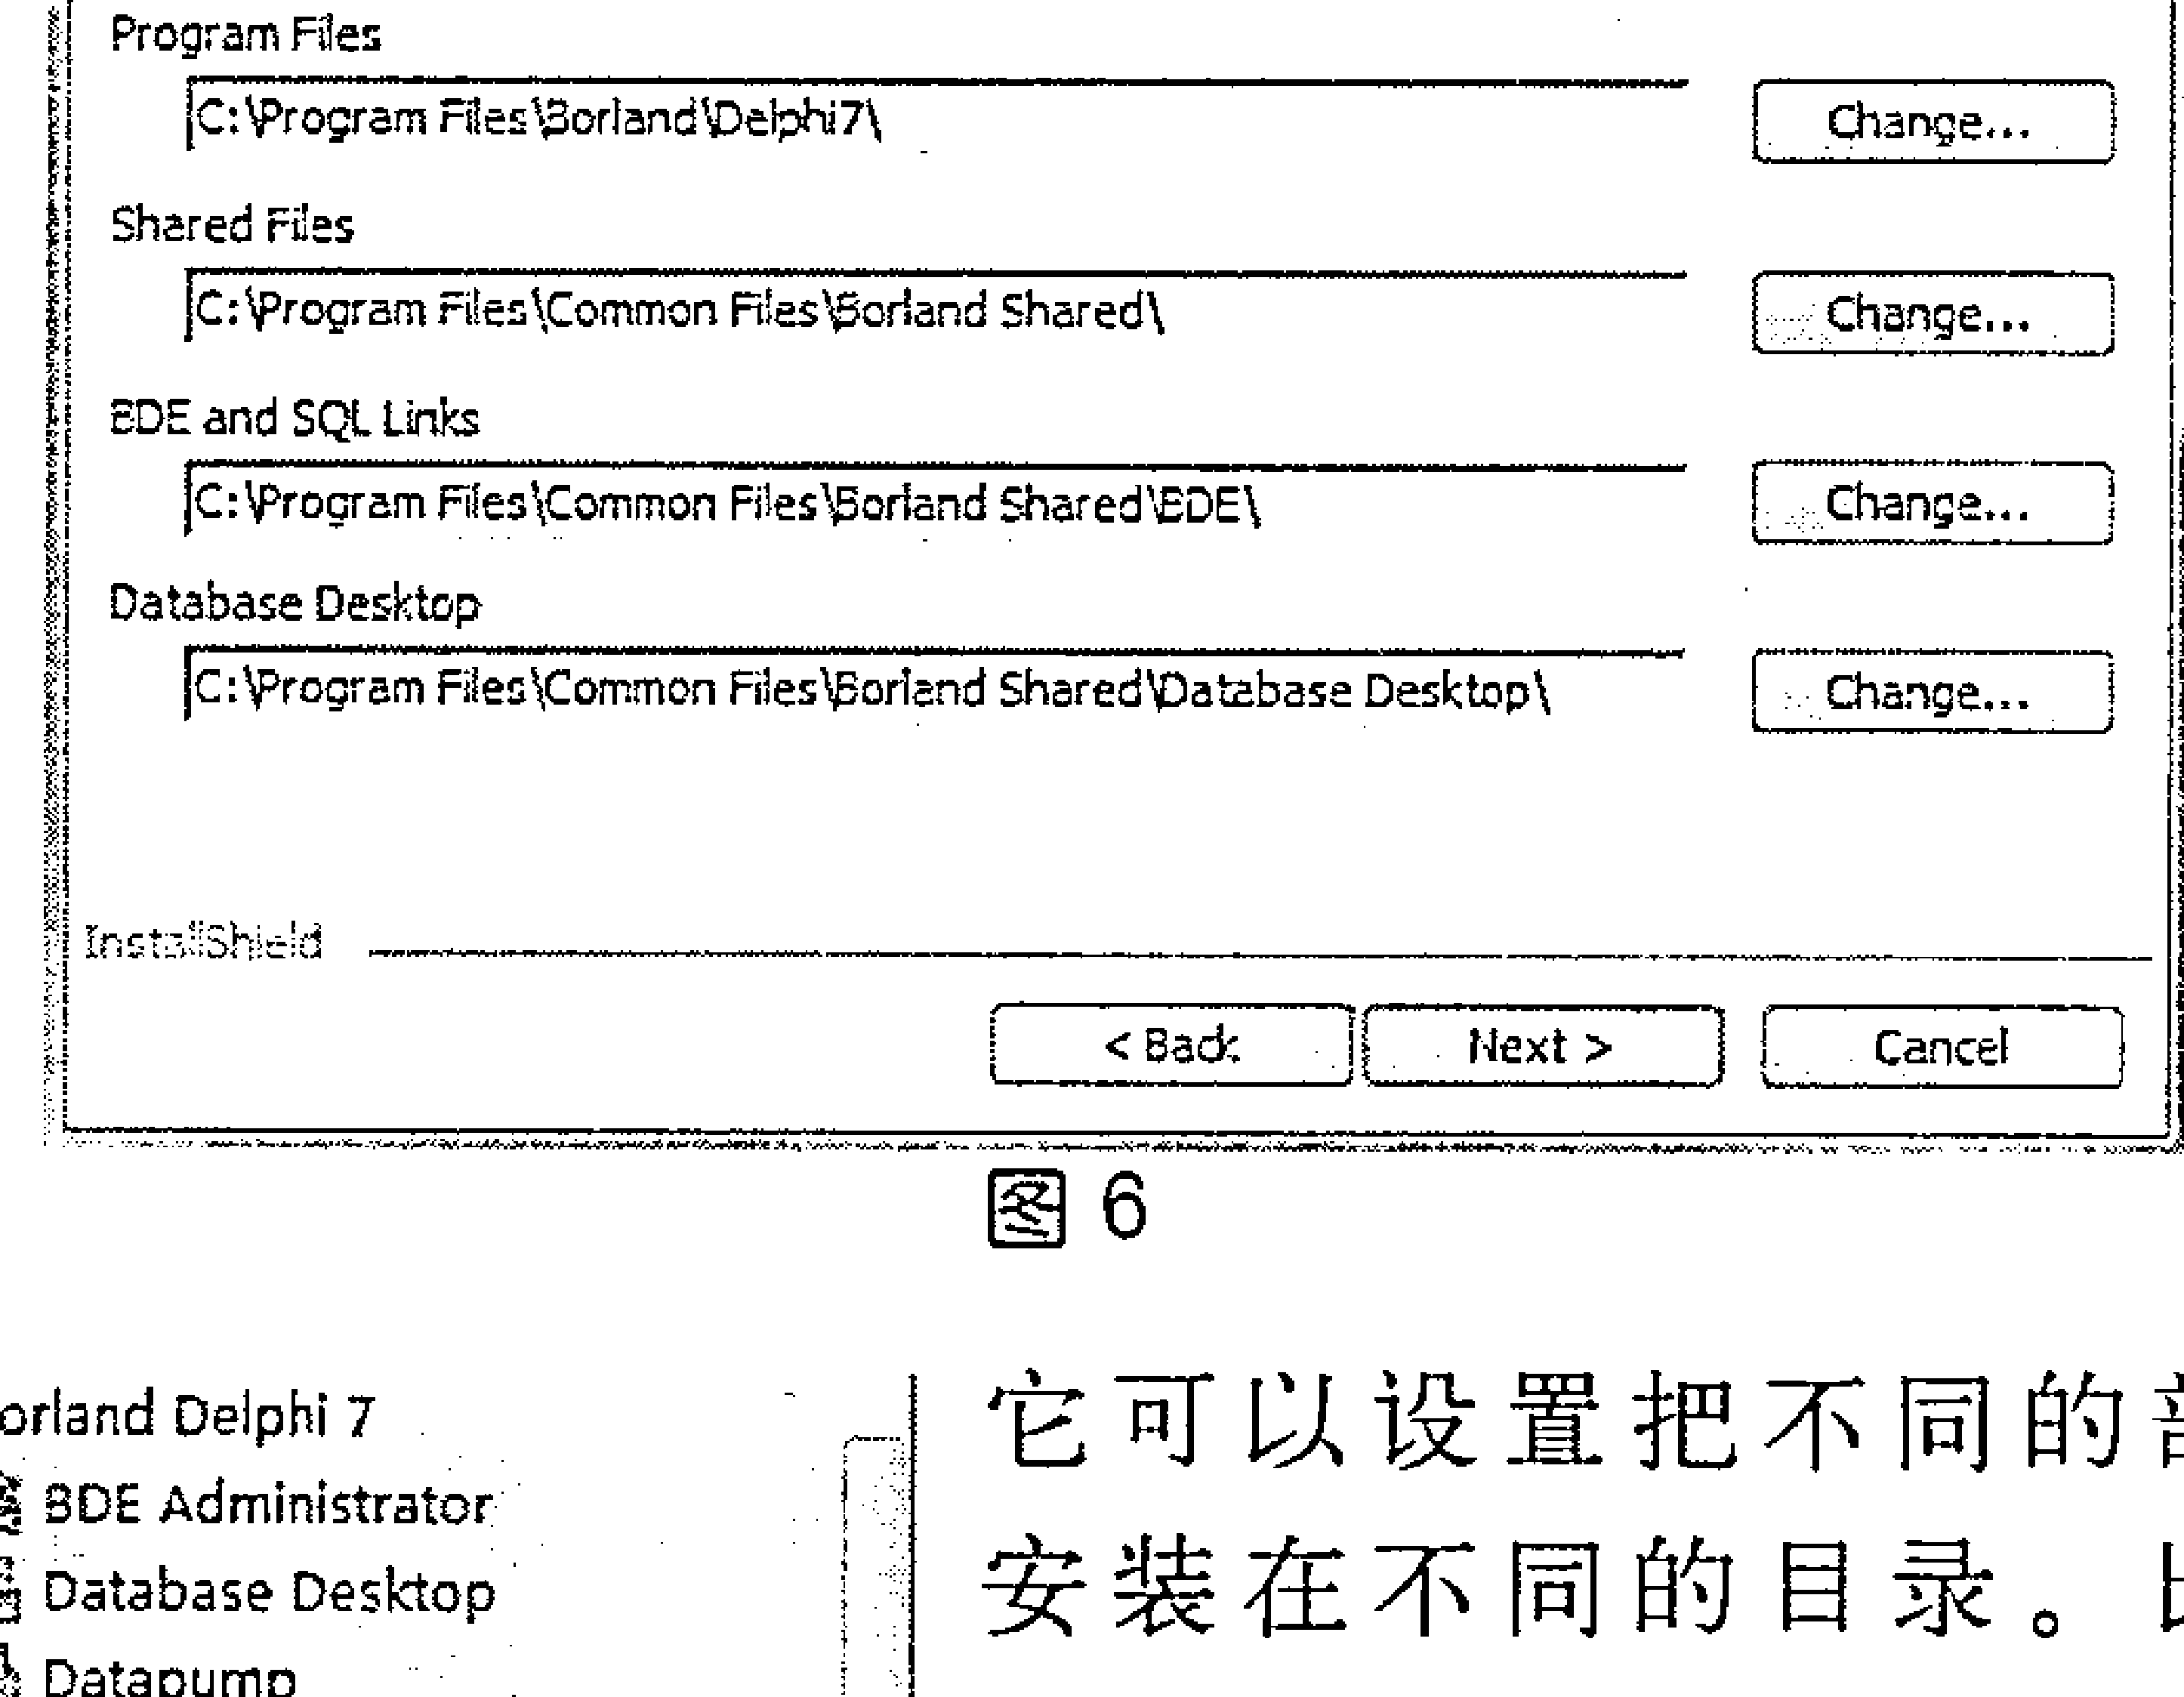 Program Files
C:\Program Files\Borland\Delphi7\
Change...
Shared Files
C:\Program Files\Common Files\Borland Shared\
Change...
BDE and SQL Links
C:\Program Files\Common Files\Borland Shared\BDE\
Change...
Database Desktop
C:\Program Files\Common Files\Borland Shared\Database Desktop\
Change...
InstallShield
< Back
Next >
Cancel
图 6
orland Delphi 7
BDE Administrator
Database Desktop
Datapump
它可以设置把不同的
安装在不同的目录。